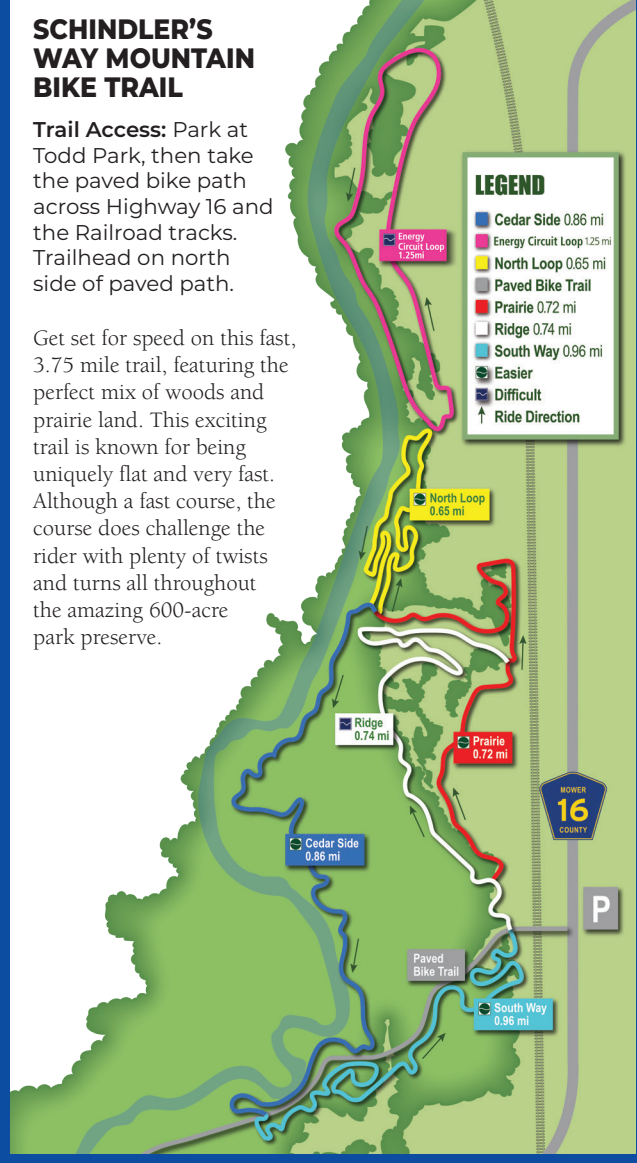 SCHINDLER'S
WAY MOUNTAIN
BIKE TRAIL
Trail Access: Park at
Todd Park, then take
the paved bike path
across Highway 16 and
the Railroad tracks.
Trailhead on north
side of paved path.
Get set for speed on this fast,
3.75 mile trail, featuring the
perfect mix of woods and
prairie land. This exciting
trail is known for being
uniquely flat and very fast.
Although a fast course, the
course does challenge the
rider with plenty of twists
and turns all throughout
the amazing 600-acre
park preserve.
LEGEND
Cedar Side 0.86 mi
Energy Circuit Loop 1.25 mi
North Loop 0.65 mi
Paved Bike Trail
Prairie 0.72 mi
Ridge 0.74 mi
South Way 0.96 mi
Easier
Difficult
Ride Direction
Energy
Circuit Loop
1.25mi
North Loop
0.65 mi
Ridge
0.74 mi
Prairie
0.72 mi
MOWER
16
COUNTY
Cedar Side
0.86 mi
P
Paved
Bike Trail
South Way
0.96 mi